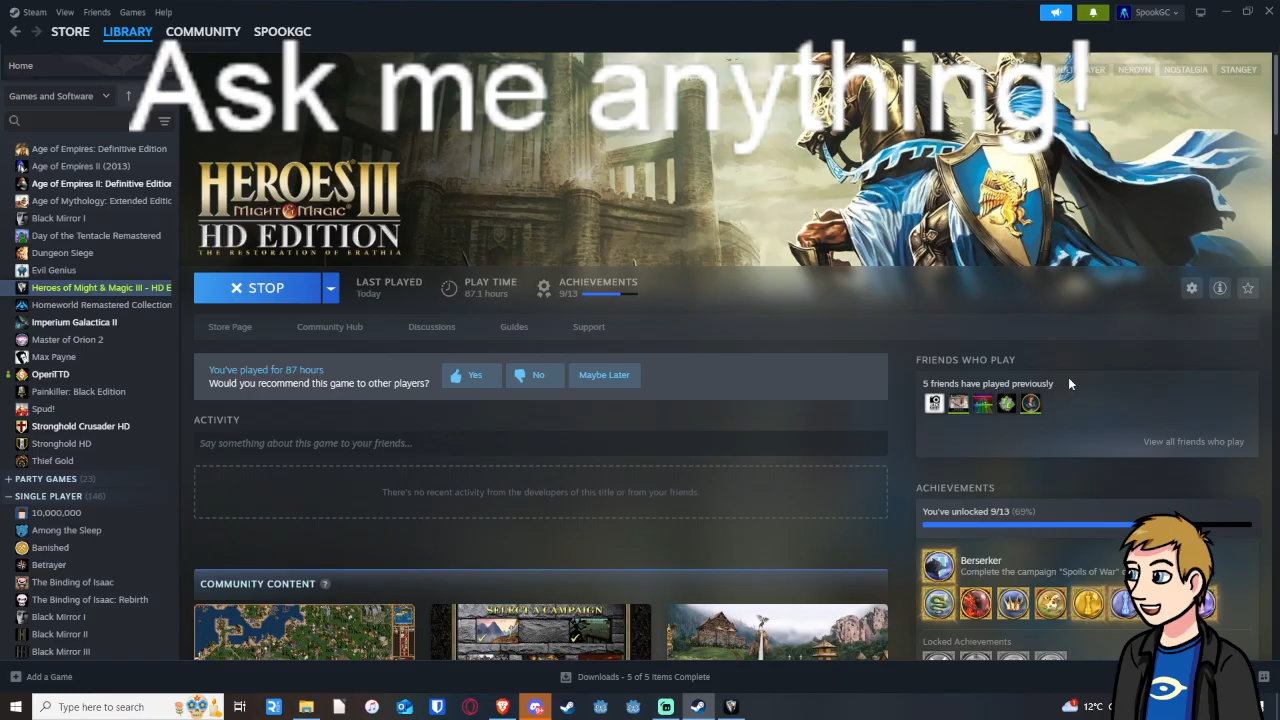 Steam View Friends Games Help
SpookGC
STORE LIBRARY COMMUNITY SPOOKGC
Ask me anything!
Home
NERDYN NOSTALGIA STANGEY
Games and Software
HEROES III
MIGHT & MAGIC
HD EDITION
THE RESTORATION OF ERATHIA
Age of Empires: Definitive Edition
Age of Empires II (2013)
Age of Empires II: Definitive Edition
Age of Mythology: Extended Editic
Black Mirror I
Day of the Tentacle Remastered
Dungeon Siege
Evil Genius
Heroes of Might & Magic III - HD E
Homeworld Remastered Collection
Imperium Galactica II
Master of Orion 2
Max Payne
OpenTTD
Painkiller: Black Edition
Spud!
Stronghold Crusader HD
Stronghold HD
Thief Gold
PARTY GAMES (23)
SINGLE PLAYER (146)
10,000,000
Among the Sleep
Banished
Betrayer
The Binding of Isaac
The Binding of Isaac: Rebirth
Black Mirror I
Black Mirror II
Black Mirror III
STOP
LAST PLAYED
Today
PLAY TIME
87.1 hours
ACHIEVEMENTS
9/13
Store Page Community Hub Discussions Guides Support
You've played for 87 hours
Would you recommend this game to other players?
Yes No Maybe Later
ACTIVITY
Say something about this game to your friends...
There's no recent activity from the developers of this title or from your friends.
COMMUNITY CONTENT ?
SELECT A CAMPAIGN
FRIENDS WHO PLAY
5 friends have played previously
View all friends who play
ACHIEVEMENTS
You've unlocked 9/13 (69%)
Berserker
Complete the campaign "Spoils of War"
Locked Achievements
Add a Game
Downloads - 5 of 5 Items Complete
Type here to search
12°C